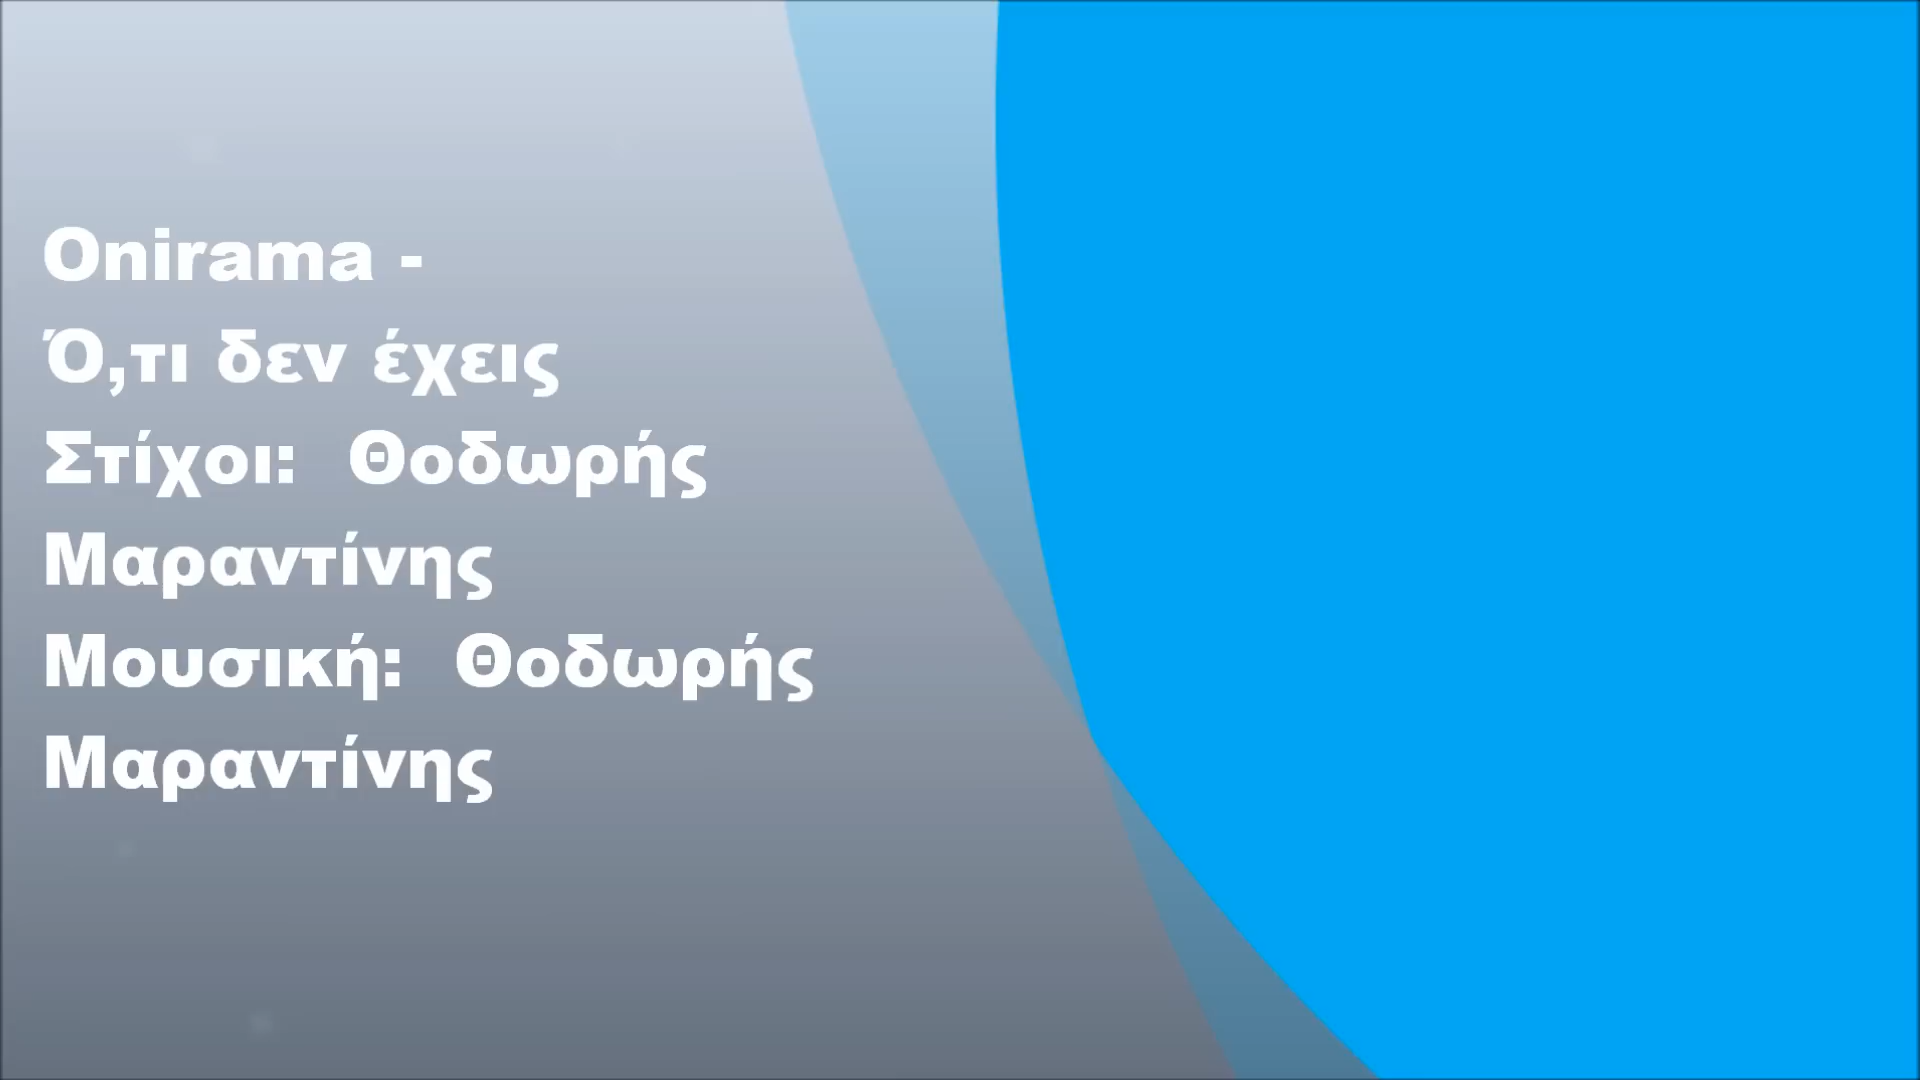 Onirama -
Ό,τι δεν έχεις
Στίχοι: Θοδωρής
Μαραντίνης
Μουσική: Θοδωρής
Μαραντίνης